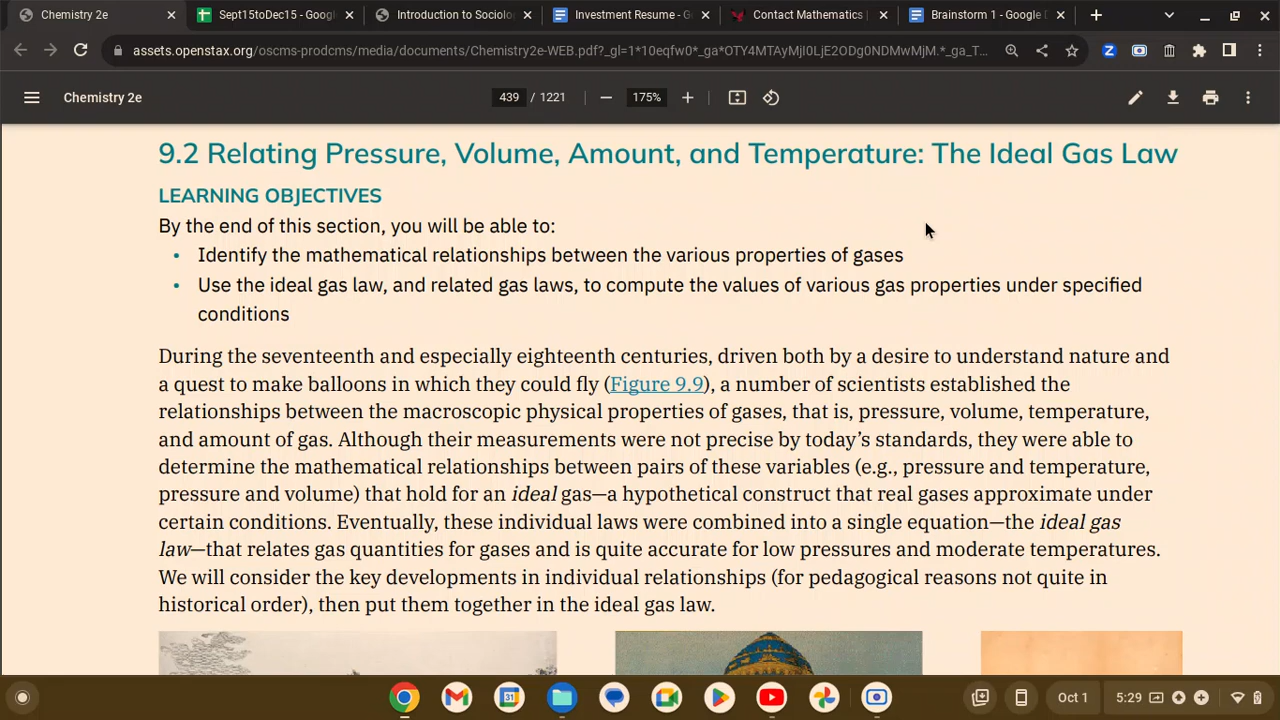 Chemistry 2e
Sept15toDec15 - Googl
Introduction to Sociolo
Investment Resume - G
Contact Mathematics |
Brainstorm 1 - Google D
assets.openstax.org/oscms-prodcms/media/documents/Chemistry2e-WEB.pdf?_gl=1*10eqfw0*_ga*OTY4MTAyMjI0LjE2ODg0NDMwMjM.*_ga_T...
Chemistry 2e
439 / 1221
175%
9.2 Relating Pressure, Volume, Amount, and Temperature: The Ideal Gas Law
LEARNING OBJECTIVES
By the end of this section, you will be able to:
• Identify the mathematical relationships between the various properties of gases
• Use the ideal gas law, and related gas laws, to compute the values of various gas properties under specified
conditions
During the seventeenth and especially eighteenth centuries, driven both by a desire to understand nature and
a quest to make balloons in which they could fly (Figure 9.9), a number of scientists established the
relationships between the macroscopic physical properties of gases, that is, pressure, volume, temperature,
and amount of gas. Although their measurements were not precise by today’s standards, they were able to
determine the mathematical relationships between pairs of these variables (e.g., pressure and temperature,
pressure and volume) that hold for an ideal gas—a hypothetical construct that real gases approximate under
certain conditions. Eventually, these individual laws were combined into a single equation—the ideal gas
law—that relates gas quantities for gases and is quite accurate for low pressures and moderate temperatures.
We will consider the key developments in individual relationships (for pedagogical reasons not quite in
historical order), then put them together in the ideal gas law.
Oct 1
5:29